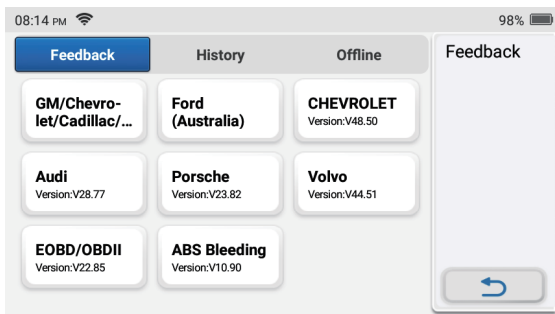 08:14 PM
98%
Feedback
History
Offline
Feedback
GM/Chevro-
let/Cadillac/...
Ford
(Australia)
CHEVROLET
Version:V48.50
Audi
Version:V28.77
Porsche
Version:V23.82
Volvo
Version:V44.51
EOBD/OBDII
Version:V22.85
ABS Bleeding
Version:V10.90